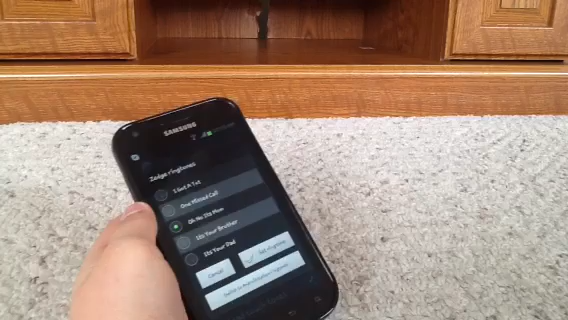 SAMSUNG
Zedge ringtones
I Got A Txt
One Missed Call
Oh No Its Mom
Its Your Brother
Its Your Dad
Cancel
Set ringtone